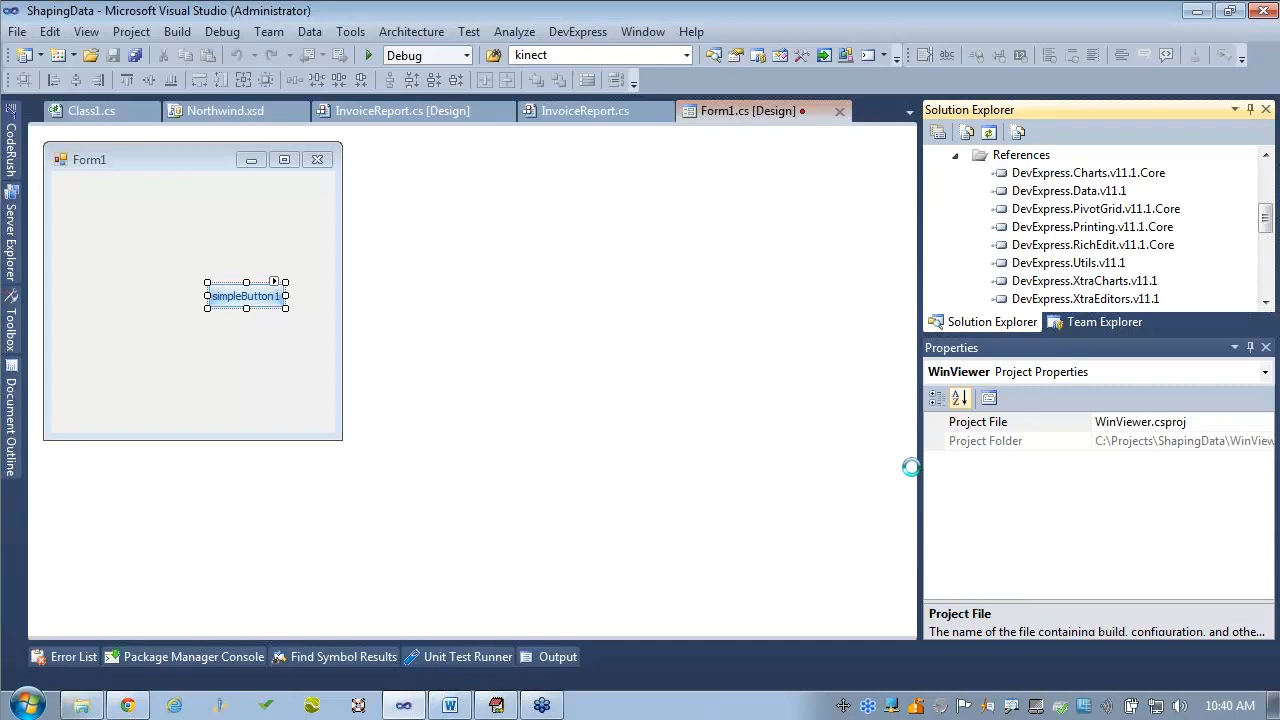 ShapingData - Microsoft Visual Studio (Administrator)
File Edit View Project Build Debug Team Data Tools Architecture Test Analyze DevExpress Window Help
Debug kinect
Class1.cs Northwind.xsd InvoiceReport.cs [Design] InvoiceReport.cs Form1.cs [Design]
Form1
simpleButton1
CodeRush
Server Explorer
Toolbox
Document Outline
Solution Explorer
References
DevExpress.Charts.v11.1.Core
DevExpress.Data.v11.1
DevExpress.PivotGrid.v11.1.Core
DevExpress.Printing.v11.1.Core
DevExpress.RichEdit.v11.1.Core
DevExpress.Utils.v11.1
DevExpress.XtraCharts.v11.1
DevExpress.XtraEditors.v11.1
Solution Explorer Team Explorer
Properties
WinViewer Project Properties
Project File WinViewer.csproj
Project Folder C:\Projects\ShapingData\WinView
Project File
The name of the file containing build, configuration, and othe...
Error List Package Manager Console Find Symbol Results Unit Test Runner Output
10:40 AM